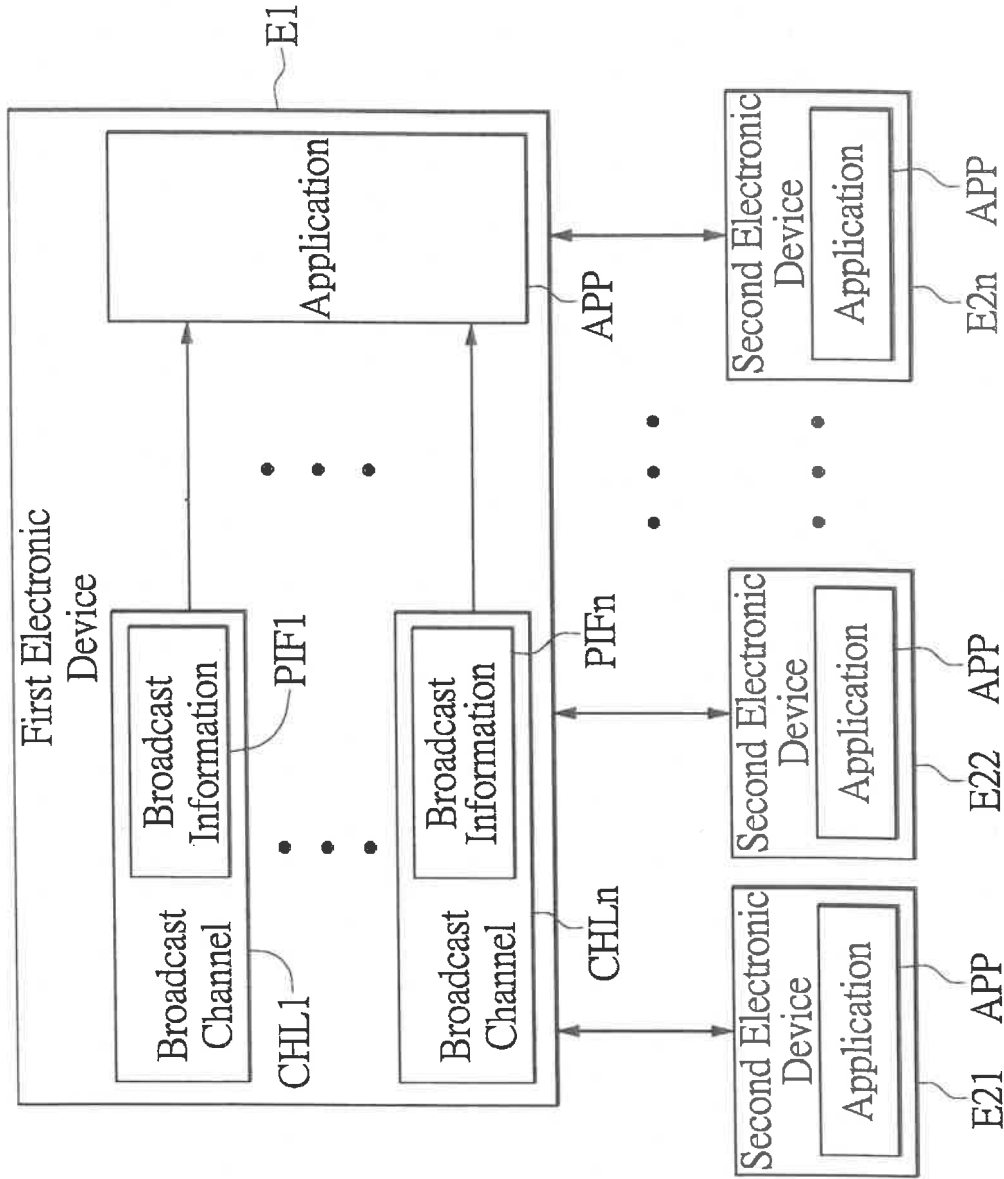 First Electronic
Device
E1
Broadcast
Channel
Broadcast
Information
PIF1
CHL1
Application
APP
Broadcast
Channel
Broadcast
Information
PIFn
CHLn
Second Electronic
Device
Application
E21
APP
Second Electronic
Device
Application
E22
APP
Second Electronic
Device
Application
E2n
APP